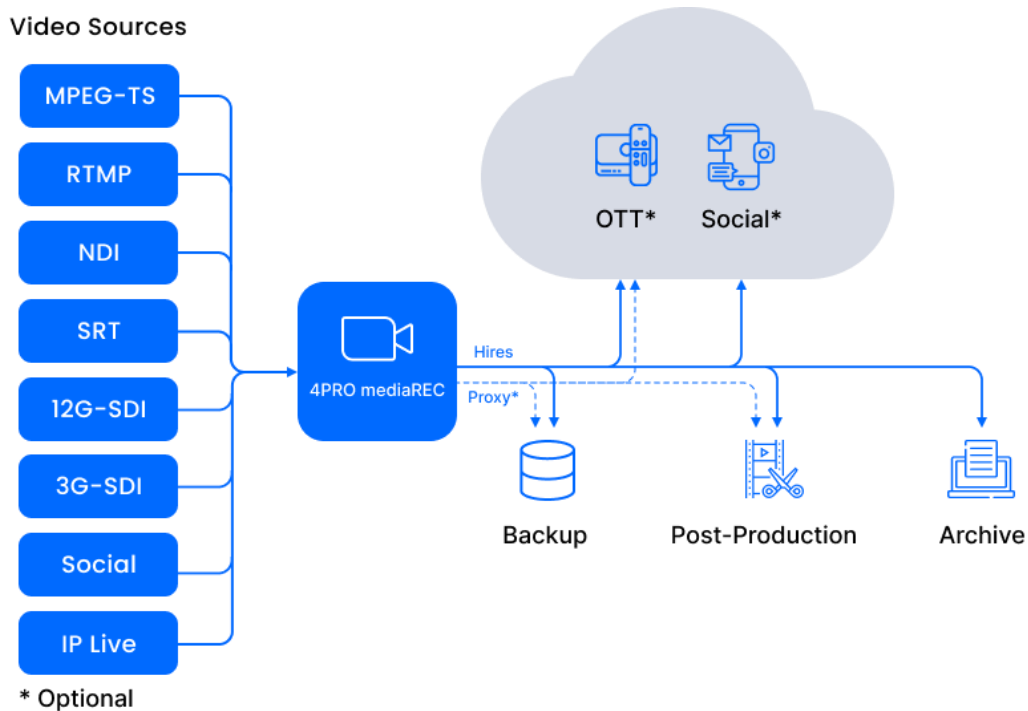 Video Sources
MPEG-TS
RTMP
NDI
SRT
12G-SDI
3G-SDI
Social
IP Live
* Optional
4PRO mediaREC
Hires
Proxy*
OTT*
Social*
Backup
Post-Production
Archive